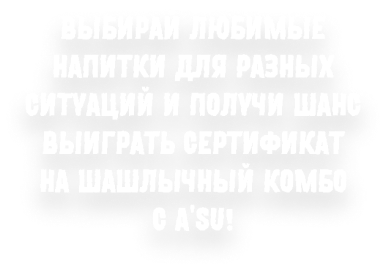 ВЫБИРАЙ ЛЮБИМЫЕ
НАПИТКИ ДЛЯ РАЗНЫХ
СИТУАЦИЙ И ПОЛУЧИ ШАНС
ВЫИГРАТЬ СЕРТИФИКАТ
НА ШАШЛЫЧНЫЙ КОМБО
С A'SU!